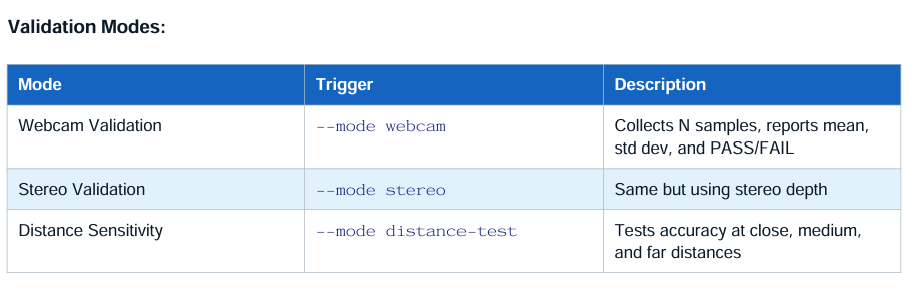 Validation Modes:
Mode Trigger Description
Webcam Validation --mode webcam Collects N samples, reports mean,
std dev, and PASS/FAIL
Stereo Validation --mode stereo Same but using stereo depth
Distance Sensitivity --mode distance-test Tests accuracy at close, medium,
and far distances